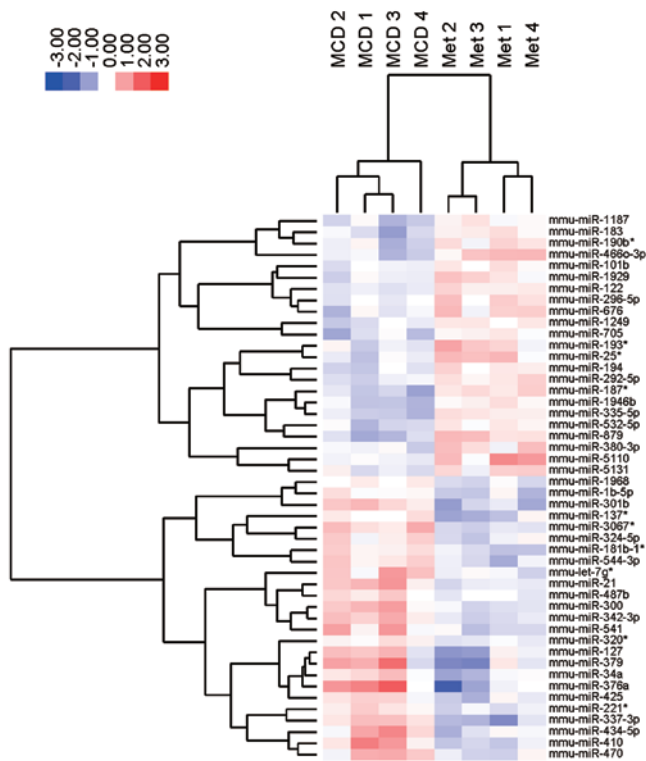 -3.00
-2.00
-1.00
0.00
1.00
2.00
3.00
MCD 2
MCD 1
MCD 3
MCD 4
Met 2
Met 3
Met 1
Met 4
mmu-miR-1187
mmu-miR-183
mmu-miR-190b*
mmu-miR-466o-3p
mmu-miR-101b
mmu-miR-1929
mmu-miR-122
mmu-miR-296-5p
mmu-miR-676
mmu-miR-1249
mmu-miR-705
mmu-miR-193*
mmu-miR-25*
mmu-miR-194
mmu-miR-292-5p
mmu-miR-187*
mmu-miR-1946b
mmu-miR-335-5p
mmu-miR-532-5p
mmu-miR-879
mmu-miR-380-3p
mmu-miR-5110
mmu-miR-5131
mmu-miR-1968
mmu-miR-1b-5p
mmu-miR-301b
mmu-miR-137*
mmu-miR-3067*
mmu-miR-324-5p
mmu-miR-181b-1*
mmu-miR-544-3p
mmu-let-7g*
mmu-miR-21
mmu-miR-487b
mmu-miR-300
mmu-miR-342-3p
mmu-miR-541
mmu-miR-320*
mmu-miR-127
mmu-miR-379
mmu-miR-34a
mmu-miR-376a
mmu-miR-425
mmu-miR-221*
mmu-miR-337-3p
mmu-miR-434-5p
mmu-miR-410
mmu-miR-470